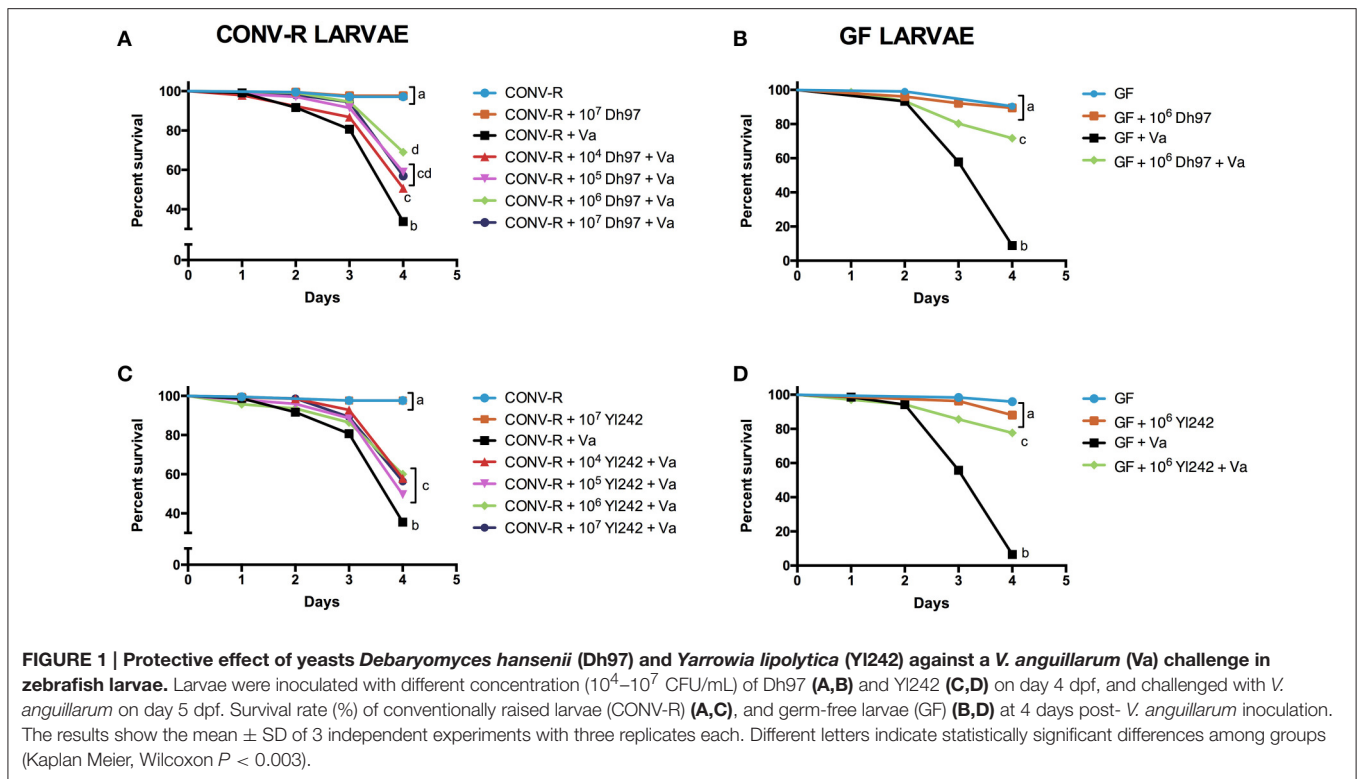 A CONV-R LARVAE
B GF LARVAE
Percent survival
100
80
60
40
0
0 1 2 3 4 5
Days
a
d
cd
c
b
CONV-R
CONV-R + 10⁷ Dh97
CONV-R + Va
CONV-R + 10⁴ Dh97 + Va
CONV-R + 10⁵ Dh97 + Va
CONV-R + 10⁶ Dh97 + Va
CONV-R + 10⁷ Dh97 + Va
Percent survival
100
80
60
40
20
0
0 1 2 3 4 5
Days
a
c
b
GF
GF + 10⁶ Dh97
GF + Va
GF + 10⁶ Dh97 + Va
C
Percent survival
100
80
60
40
0
0 1 2 3 4 5
Days
a
c
b
CONV-R
CONV-R + 10⁷ Yl242
CONV-R + Va
CONV-R + 10⁴ Yl242 + Va
CONV-R + 10⁵ Yl242 + Va
CONV-R + 10⁶ Yl242 + Va
CONV-R + 10⁷ Yl242 + Va
D
Percent survival
100
80
60
40
20
0
0 1 2 3 4 5
Days
a
c
b
GF
GF + 10⁶ Yl242
GF + Va
GF + 10⁶ Yl242 + Va
FIGURE 1 | Protective effect of yeasts Debaryomyces hansenii (Dh97) and Yarrowia lipolytica (Yl242) against a V. anguillarum (Va) challenge in
zebrafish larvae. Larvae were inoculated with different concentration (10⁴–10⁷ CFU/mL) of Dh97 (A,B) and Yl242 (C,D) on day 4 dpf, and challenged with V.
anguillarum on day 5 dpf. Survival rate (%) of conventionally raised larvae (CONV-R) (A,C), and germ-free larvae (GF) (B,D) at 4 days post- V. anguillarum inoculation.
The results show the mean ± SD of 3 independent experiments with three replicates each. Different letters indicate statistically significant differences among groups
(Kaplan Meier, Wilcoxon P < 0.003).